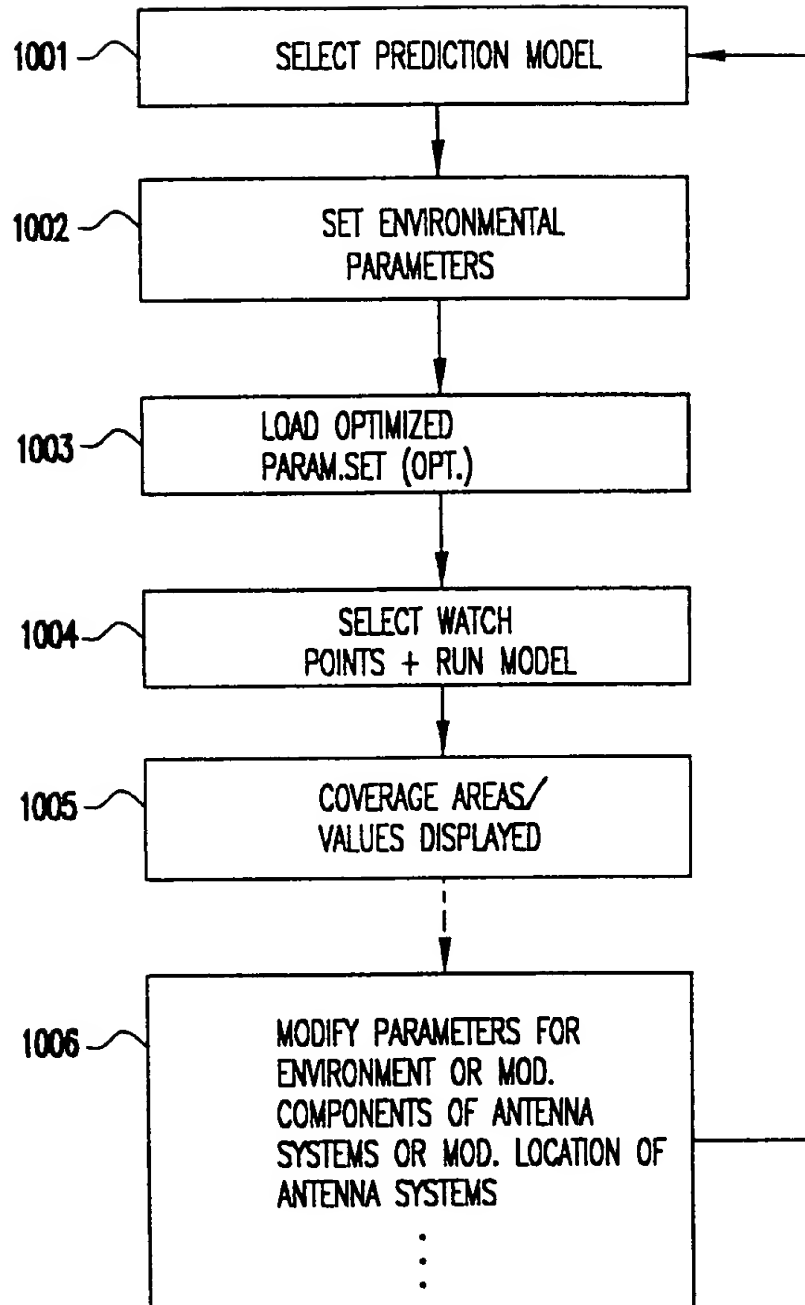 1001
SELECT PREDICTION MODEL
1002
SET ENVIRONMENTAL
PARAMETERS
1003
LOAD OPTIMIZED
PARAM.SET (OPT.)
1004
SELECT WATCH
POINTS + RUN MODEL
1005
COVERAGE AREAS/
VALUES DISPLAYED
1006
MODIFY PARAMETERS FOR
ENVIRONMENT OR MOD.
COMPONENTS OF ANTENNA
SYSTEMS OR MOD. LOCATION OF
ANTENNA SYSTEMS